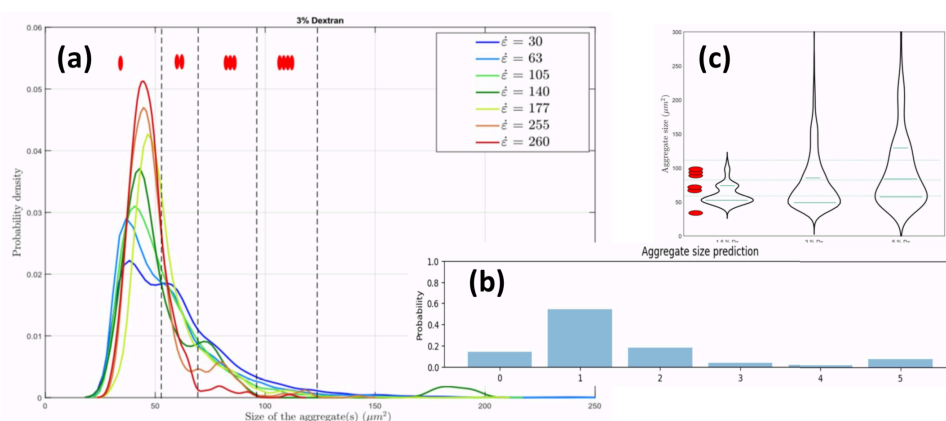 3% Dextran
(a)
0.06
0.05
0.04
0.03
0.02
0.01
0
Probability density
ε̇ = 30
ε̇ = 63
ε̇ = 105
ε̇ = 140
ε̇ = 177
ε̇ = 255
ε̇ = 260
0 50 100 150 200 250
Size of the aggregate(s) (μm²)
(c)
300
250
200
150
100
50
0
Aggregate size (μm²)
Aggregate size prediction
(b)
1.0
0.8
0.6
0.4
0.2
0.0
Probability
0 1 2 3 4 5